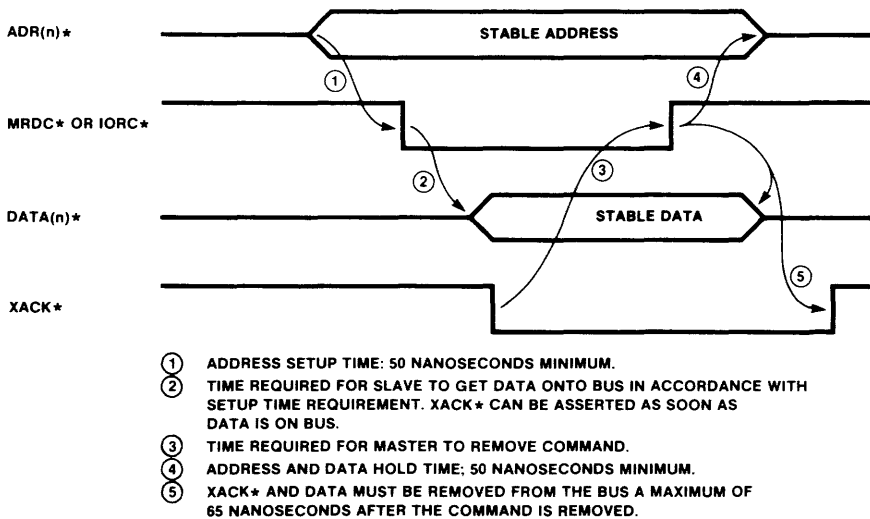 ADR(n)*
STABLE ADDRESS
①
④
MRDC* OR IORC*
②
③
DATA(n)*
STABLE DATA
⑤
XACK*
① ADDRESS SETUP TIME: 50 NANOSECONDS MINIMUM.
② TIME REQUIRED FOR SLAVE TO GET DATA ONTO BUS IN ACCORDANCE WITH
SETUP TIME REQUIREMENT. XACK* CAN BE ASSERTED AS SOON AS
DATA IS ON BUS.
③ TIME REQUIRED FOR MASTER TO REMOVE COMMAND.
④ ADDRESS AND DATA HOLD TIME; 50 NANOSECONDS MINIMUM.
⑤ XACK* AND DATA MUST BE REMOVED FROM THE BUS A MAXIMUM OF
65 NANOSECONDS AFTER THE COMMAND IS REMOVED.